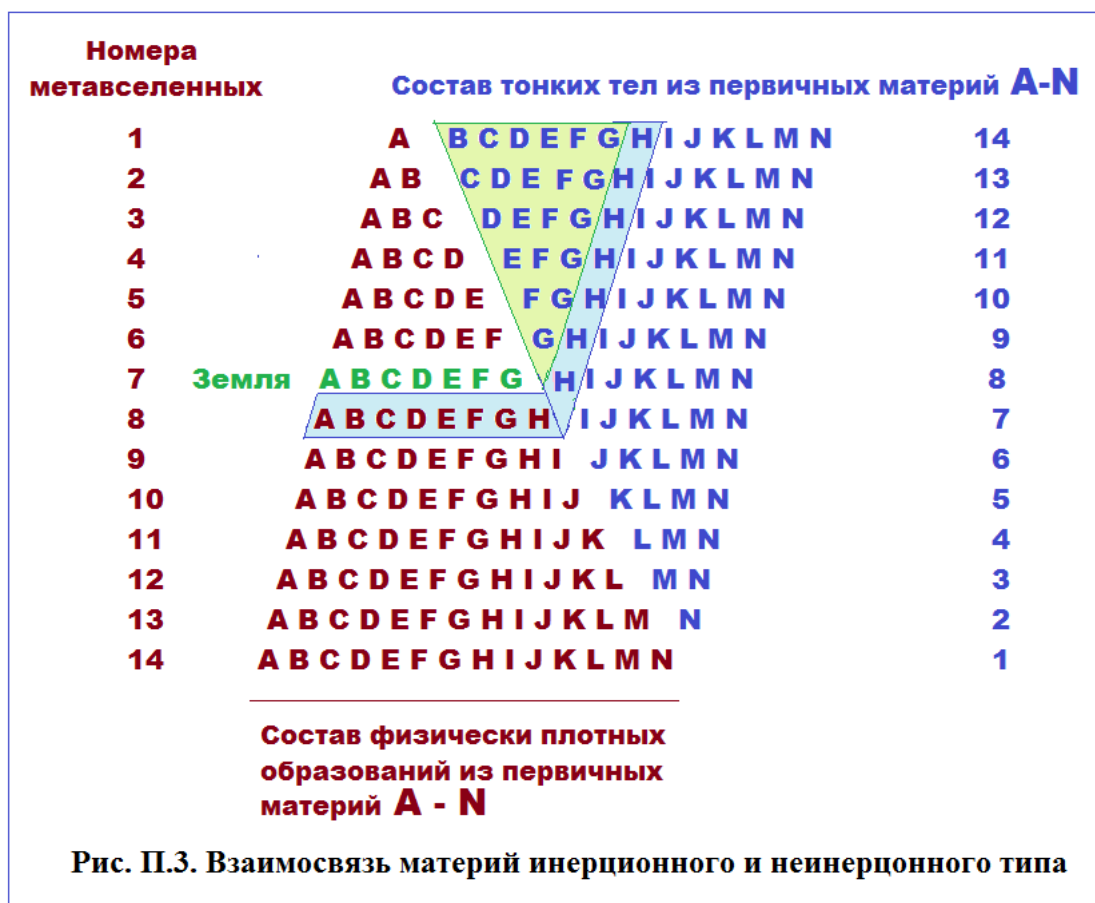 Номера
метавселенных
Состав тонких тел из первичных материй A-N
1 A B C D E F G H I J K L M N 14
2 A B C D E F G H I J K L M N 13
3 A B C D E F G H I J K L M N 12
4 A B C D E F G H I J K L M N 11
5 A B C D E F G H I J K L M N 10
6 A B C D E F G H I J K L M N 9
7 Земля A B C D E F G H I J K L M N 8
8 A B C D E F G H I J K L M N 7
9 A B C D E F G H I J K L M N 6
10 A B C D E F G H I J K L M N 5
11 A B C D E F G H I J K L M N 4
12 A B C D E F G H I J K L M N 3
13 A B C D E F G H I J K L M N 2
14 A B C D E F G H I J K L M N 1
Состав физически плотных
образований из первичных
материй A - N
Рис. П.3. Взаимосвязь материй инерционного и неинерцонного типа